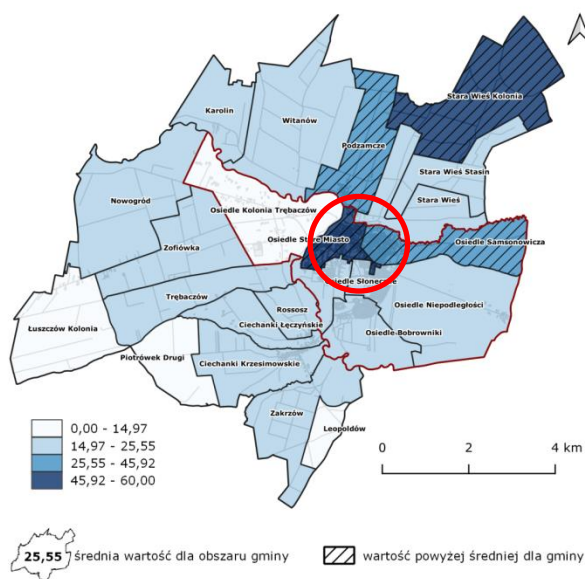 Stara Wieś Kolonia
Karolin
Witanów
Podzamcze
Stara Wieś Stasin
Nowogród
Stara Wieś
Osiedle Kolonia Trębaczów
Osiedle Stare Miasto
Osiedle Samsonowicza
Zofiówka
Osiedle Słoneczne
Trębaczów
Osiedle Niepodległości
Rossosz
Łuszczów Kolonia
Ciechanki Łęczyńskie
Osiedle-Bobrowniki
Piotrówek Drugi
Ciechanki Krzesimowskie
Zakrzów
Leopoldów
0,00 - 14,97
14,97 - 25,55
25,55 - 45,92
45,92 - 60,00
0 2 4 km
25,55 średnia wartość dla obszaru gminy
wartość powyżej średniej dla gminy